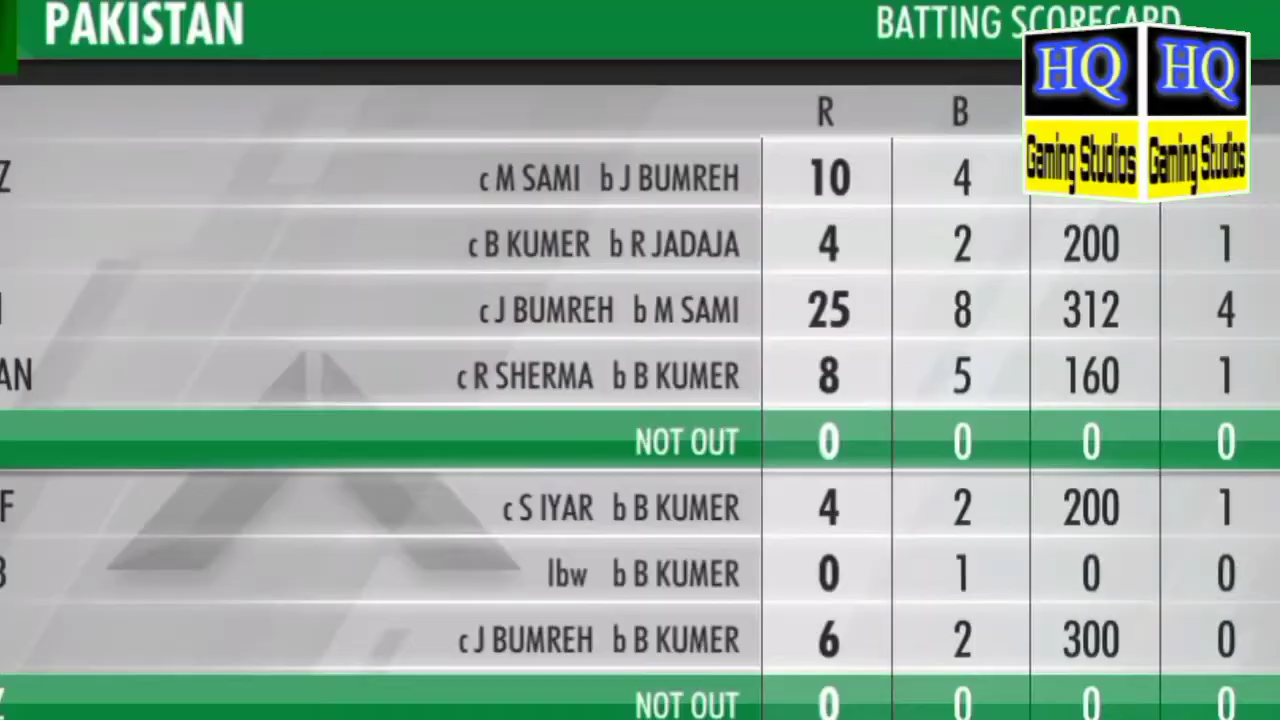 PAKISTAN BATTING SCORECARD
HQ HQ
Gaming Studios Gaming Studios
R B
Z c M SAMI b J BUMREH 10 4
c B KUMER b R JADAJA 4 2 200 1
c J BUMREH b M SAMI 25 8 312 4
AN c R SHERMA b B KUMER 8 5 160 1
NOT OUT 0 0 0 0
F c S IYAR b B KUMER 4 2 200 1
B lbw b B KUMER 0 1 0 0
c J BUMREH b B KUMER 6 2 300 0
Z NOT OUT 0 0 0 0